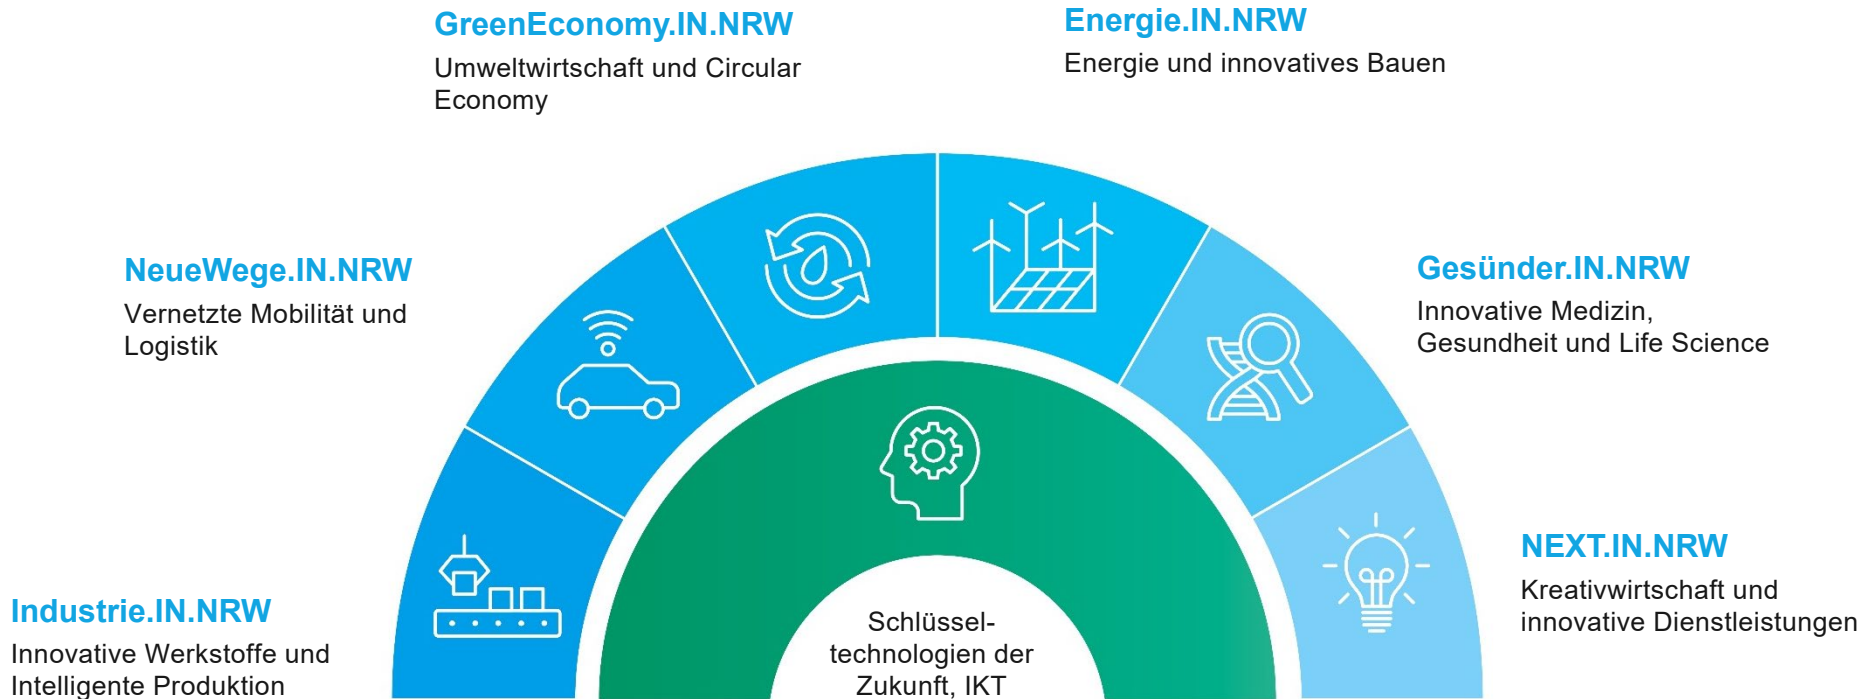 GreenEconomy.IN.NRW
Umweltwirtschaft und Circular
Economy
Energie.IN.NRW
Energie und innovatives Bauen
NeueWege.IN.NRW
Vernetzte Mobilität und
Logistik
Gesünder.IN.NRW
Innovative Medizin,
Gesundheit und Life Science
Industrie.IN.NRW
Innovative Werkstoffe und
Intelligente Produktion
NEXT.IN.NRW
Kreativwirtschaft und
innovative Dienstleistungen
Schlüssel-
technologien der
Zukunft, IKT